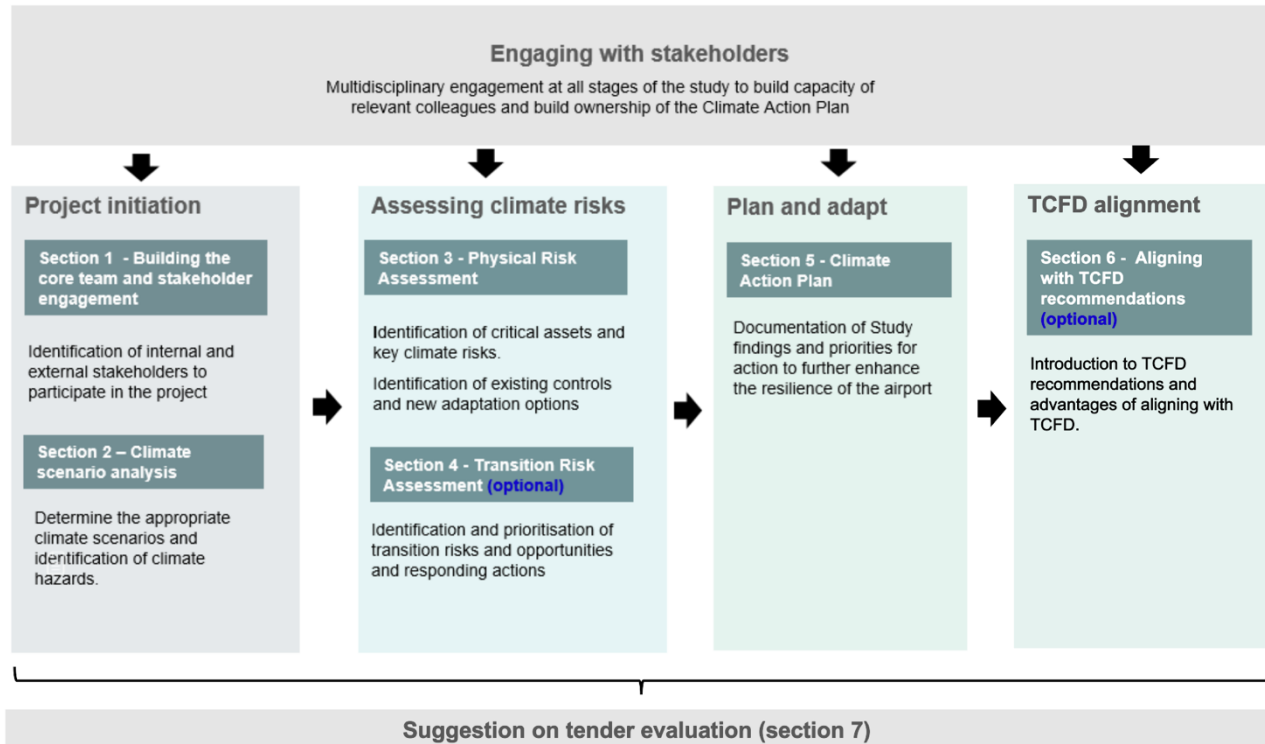 Engaging with stakeholders
Multidisciplinary engagement at all stages of the study to build capacity of
relevant colleagues and build ownership of the Climate Action Plan
Project initiation
Section 1 - Building the
core team and stakeholder
engagement
Identification of internal and
external stakeholders to
participate in the project
Section 2 – Climate
scenario analysis
Determine the appropriate
climate scenarios and
identification of climate
hazards.
Assessing climate risks
Section 3 - Physical Risk
Assessment
Identification of critical assets and
key climate risks.
Identification of existing controls
and new adaptation options
Section 4 - Transition Risk
Assessment (optional)
Identification and prioritisation of
transition risks and opportunities
and responding actions
Plan and adapt
Section 5 - Climate
Action Plan
Documentation of Study
findings and priorities for
action to further enhance
the resilience of the airport
TCFD alignment
Section 6 - Aligning
with TCFD
recommendations
(optional)
Introduction to TCFD
recommendations and
advantages of aligning with
TCFD.
Suggestion on tender evaluation (section 7)